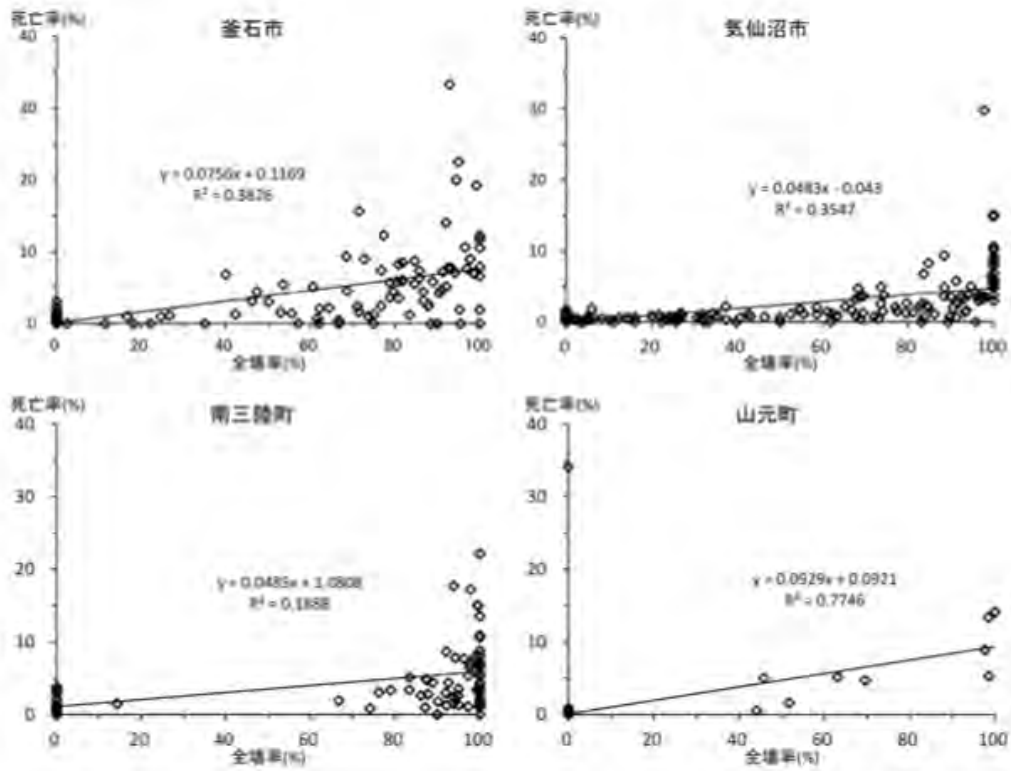 死亡率(%)
釜石市
40
30
20
10
0
y = 0.0756x + 0.1169
R² = 0.3826
0 20 40 60 80 100
全壊率(%)
死亡率(%)
気仙沼市
40
30
20
10
0
y = 0.0483x - 0.043
R² = 0.3547
0 20 40 60 80 100
全壊率(%)
死亡率(%)
南三陸町
40
30
20
10
0
y = 0.0485x + 1.0808
R² = 0.1888
0 20 40 60 80 100
全壊率(%)
死亡率(%)
山元町
40
30
20
10
0
y = 0.0929x + 0.0921
R² = 0.7746
0 20 40 60 80 100
全壊率(%)